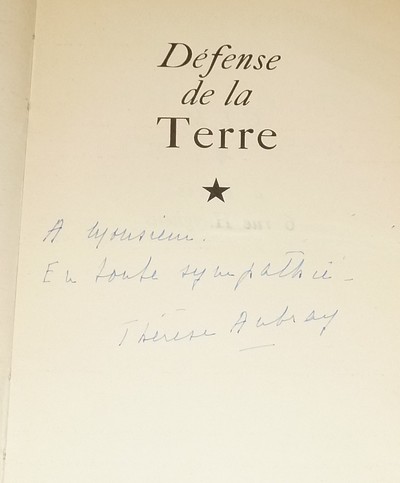 Défense
de la
Terre
A Monsieur.
En toute sympathie –
Thérèse Aubray